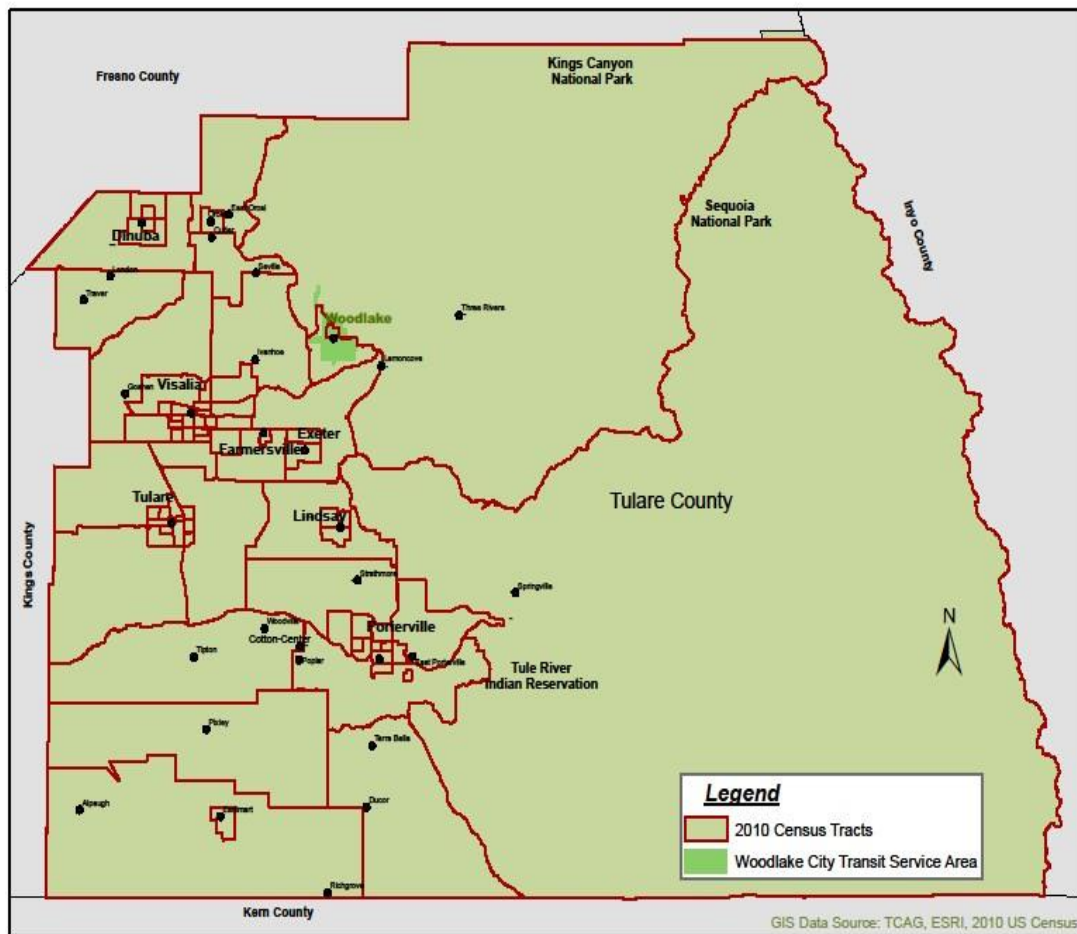 Fresno County
Kings Canyon
National Park
East Orosi
Dinuba
Cutler
Sequoia
National Park
Inyo County
London
Seville
Traver
Woodlake
Three Rivers
Ivanhoe
Lemoncove
Goshen
Visalia
Exeter
Farmersville
Tulare
Lindsay
Tulare County
Kings County
Strathmore
Springville
Woodville
Cotton-Center
Porterville
Tipton
Poplar
East Porterville
Tule River
Indian Reservation
N
Pixley
Terra Bella
Alpaugh
Earlimart
Ducor
Richgrove
Legend
2010 Census Tracts
Woodlake City Transit Service Area
Kern County
GIS Data Source: TCAG, ESRI, 2010 US Census